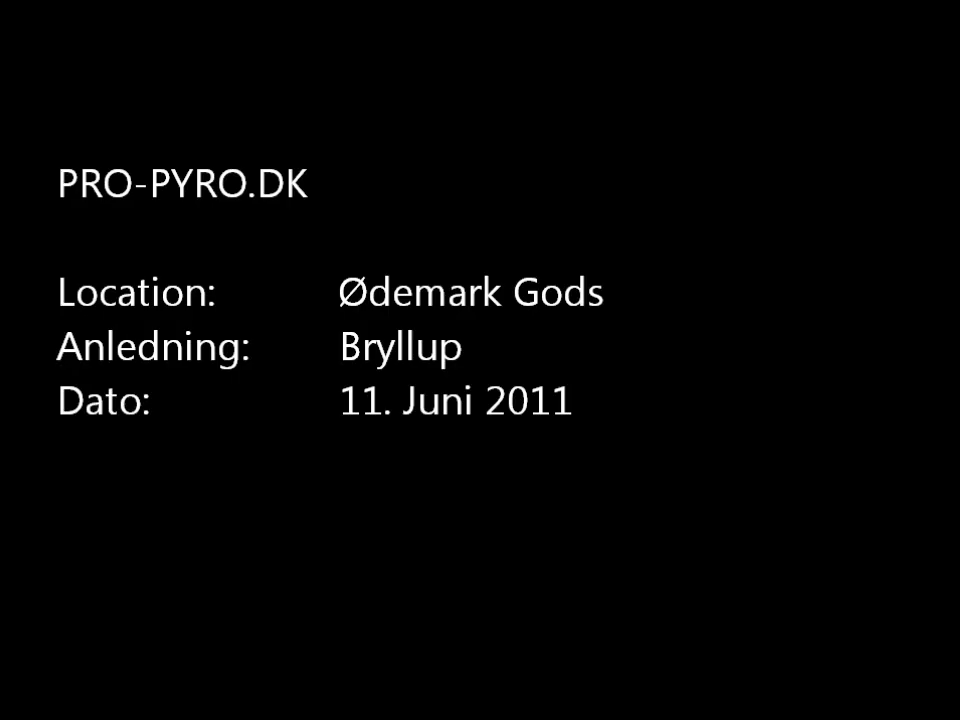 PRO-PYRO.DK
Location: Ødemark Gods
Anledning: Bryllup
Dato: 11. Juni 2011